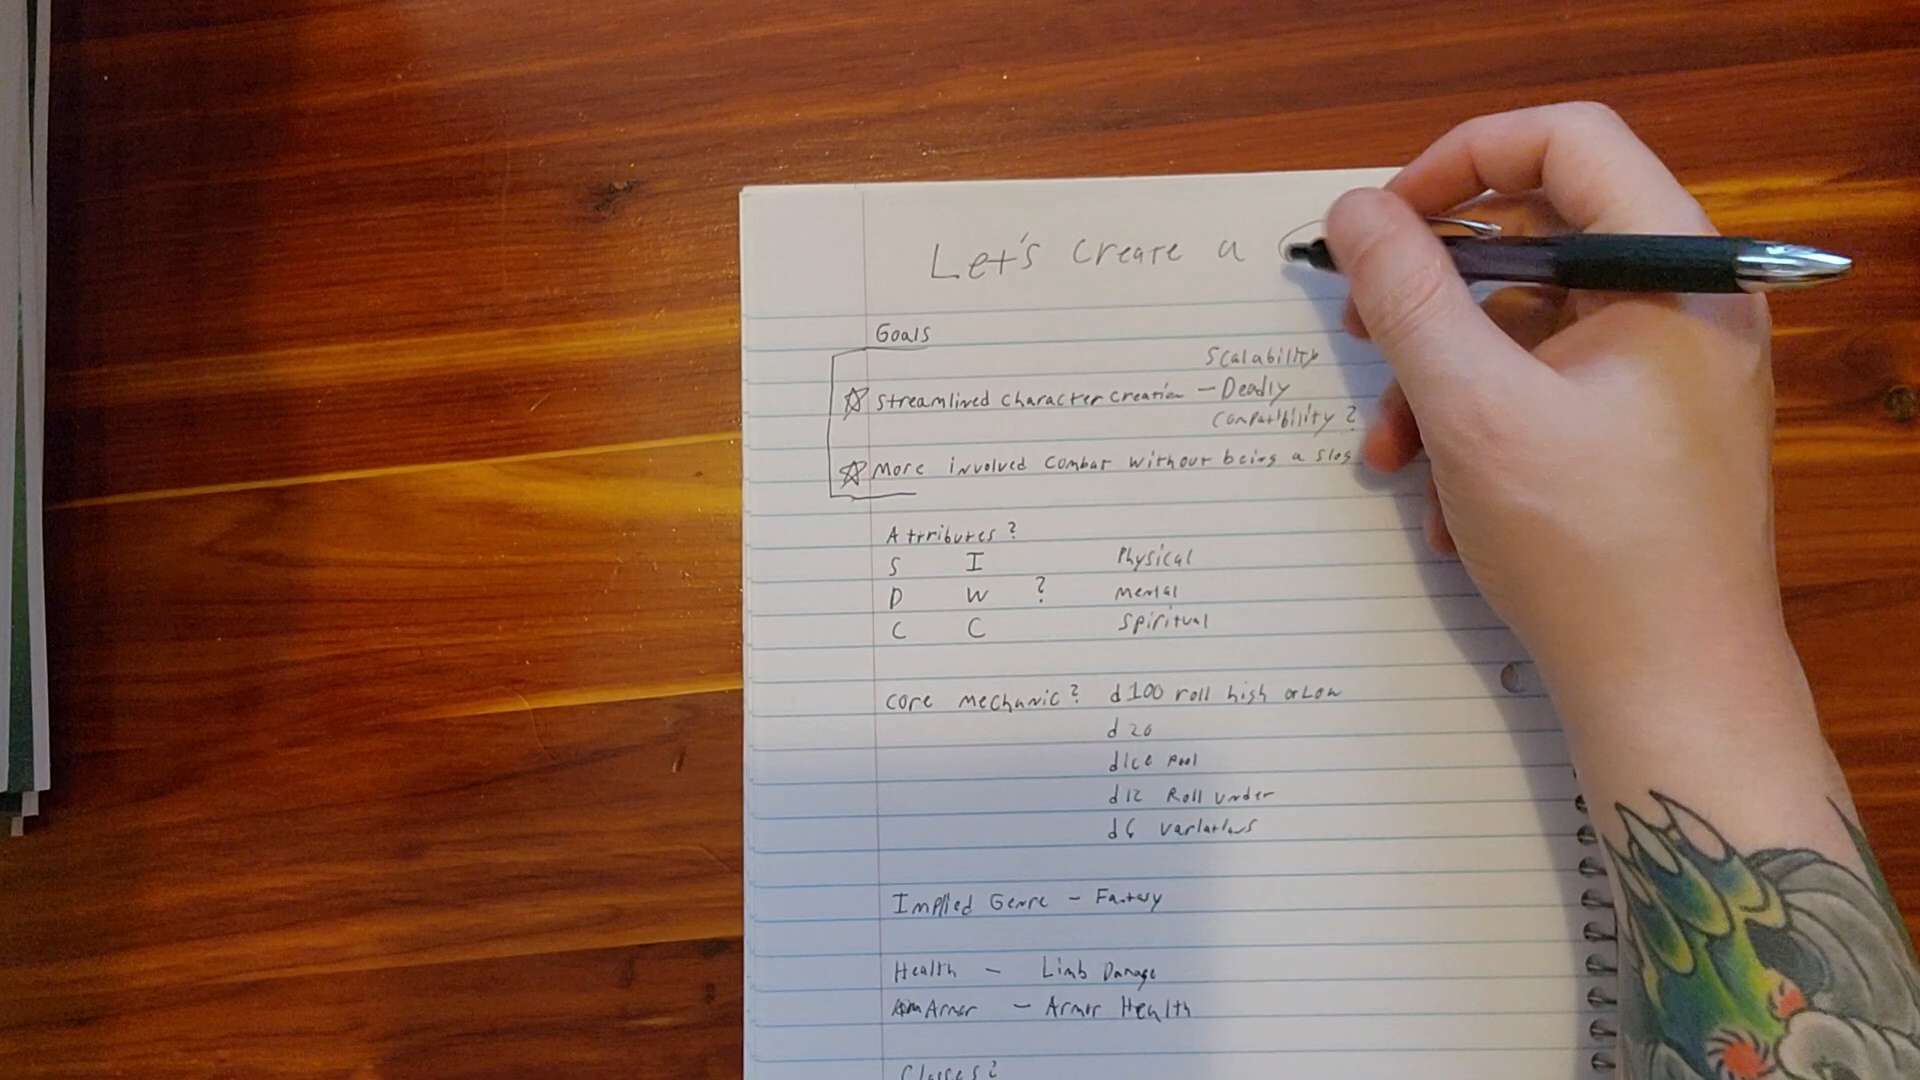 Let's create a
Goals
Scalability
☆ Streamlined character creation - Deadly
Compatibility ?
☆ More involved combat without being a slog
Attributes ?
S I Physical
D W ? Mental
C C Spiritual
core mechanic ? d100 roll high or Low
d20
dice pool
d12 Roll under
d6 variations
Implied Genre - Fantasy
Health - Limb Damage
Armor - Armor Health
Classes ?